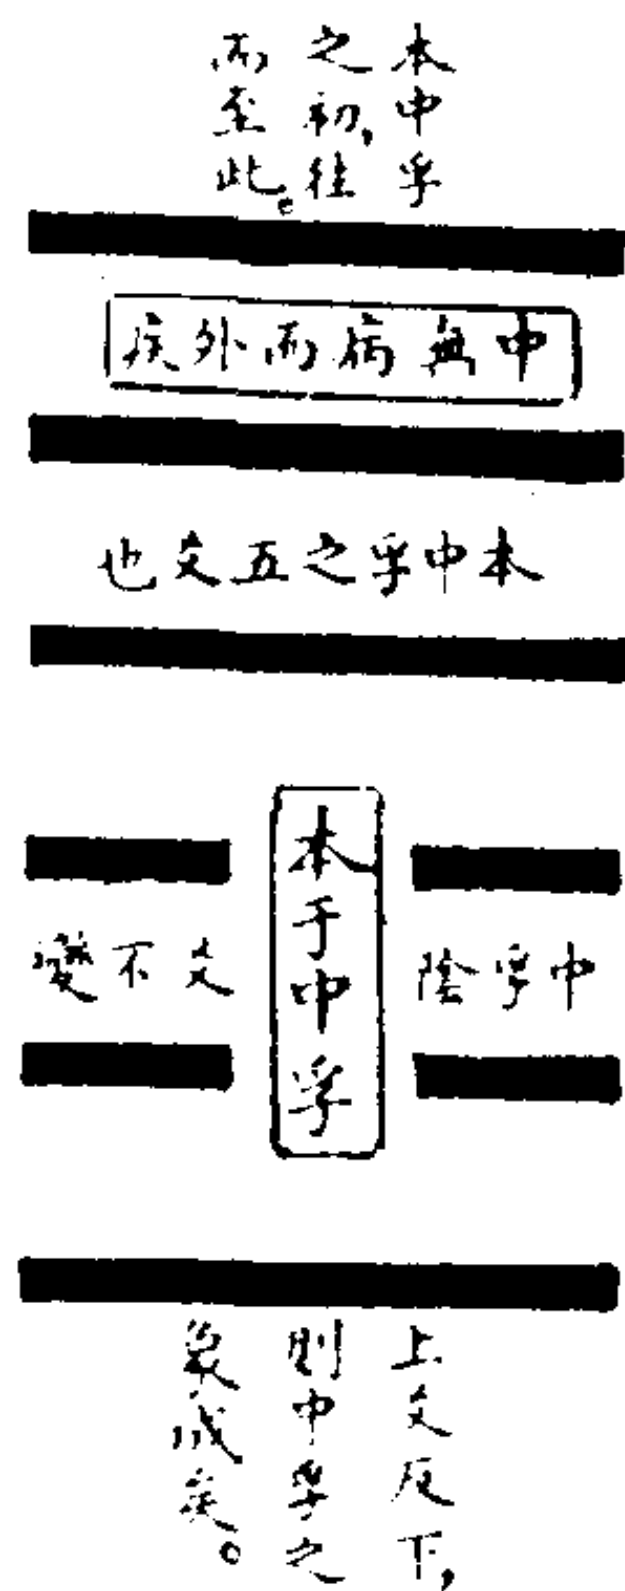 本中孚
之初，往
而至此。
中無病而外疾
本中孚之五爻也
中孚陰
爻不變
本于中孚
上爻反下，
則中孚之
象成矣。